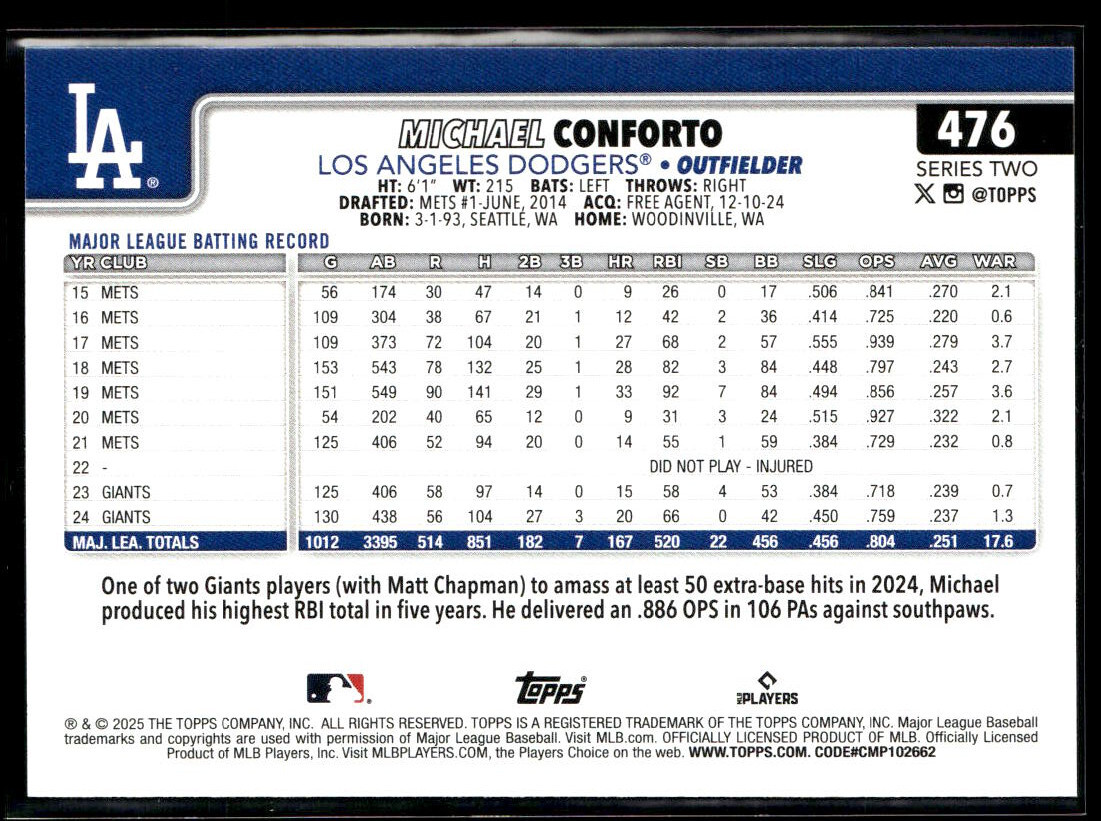 LA ®
MICHAEL CONFORTO
476
LOS ANGELES DODGERS® • OUTFIELDER
SERIES TWO
HT: 6'1" WT: 215 BATS: LEFT THROWS: RIGHT
@TOPPS
DRAFTED: METS #1-JUNE, 2014 ACQ: FREE AGENT, 12-10-24
BORN: 3-1-93, SEATTLE, WA HOME: WOODINVILLE, WA
MAJOR LEAGUE BATTING RECORD
YR CLUB G AB R H 2B 3B HR RBI SB BB SLG OPS AVG WAR
15 METS 56 174 30 47 14 0 9 26 0 17 .506 .841 .270 2.1
16 METS 109 304 38 67 21 1 12 42 2 36 .414 .725 .220 0.6
17 METS 109 373 72 104 20 1 27 68 2 57 .555 .939 .279 3.7
18 METS 153 543 78 132 25 1 28 82 3 84 .448 .797 .243 2.7
19 METS 151 549 90 141 29 1 33 92 7 84 .494 .856 .257 3.6
20 METS 54 202 40 65 12 0 9 31 3 24 .515 .927 .322 2.1
21 METS 125 406 52 94 20 0 14 55 1 59 .384 .729 .232 0.8
22 - DID NOT PLAY - INJURED
23 GIANTS 125 406 58 97 14 0 15 58 4 53 .384 .718 .239 0.7
24 GIANTS 130 438 56 104 27 3 20 66 0 42 .450 .759 .237 1.3
MAJ. LEA. TOTALS 1012 3395 514 851 182 7 167 520 22 456 .456 .804 .251 17.6
One of two Giants players (with Matt Chapman) to amass at least 50 extra-base hits in 2024, Michael
produced his highest RBI total in five years. He delivered an .886 OPS in 106 PAs against southpaws.
Topps®
MLB PLAYERS
® & © 2025 THE TOPPS COMPANY, INC. ALL RIGHTS RESERVED. TOPPS IS A REGISTERED TRADEMARK OF THE TOPPS COMPANY, INC. Major League Baseball
trademarks and copyrights are used with permission of Major League Baseball. Visit MLB.com. OFFICIALLY LICENSED PRODUCT OF MLB. Officially Licensed
Product of MLB Players, Inc. Visit MLBPLAYERS.COM, the Players Choice on the web. WWW.TOPPS.COM. CODE#CMP102662